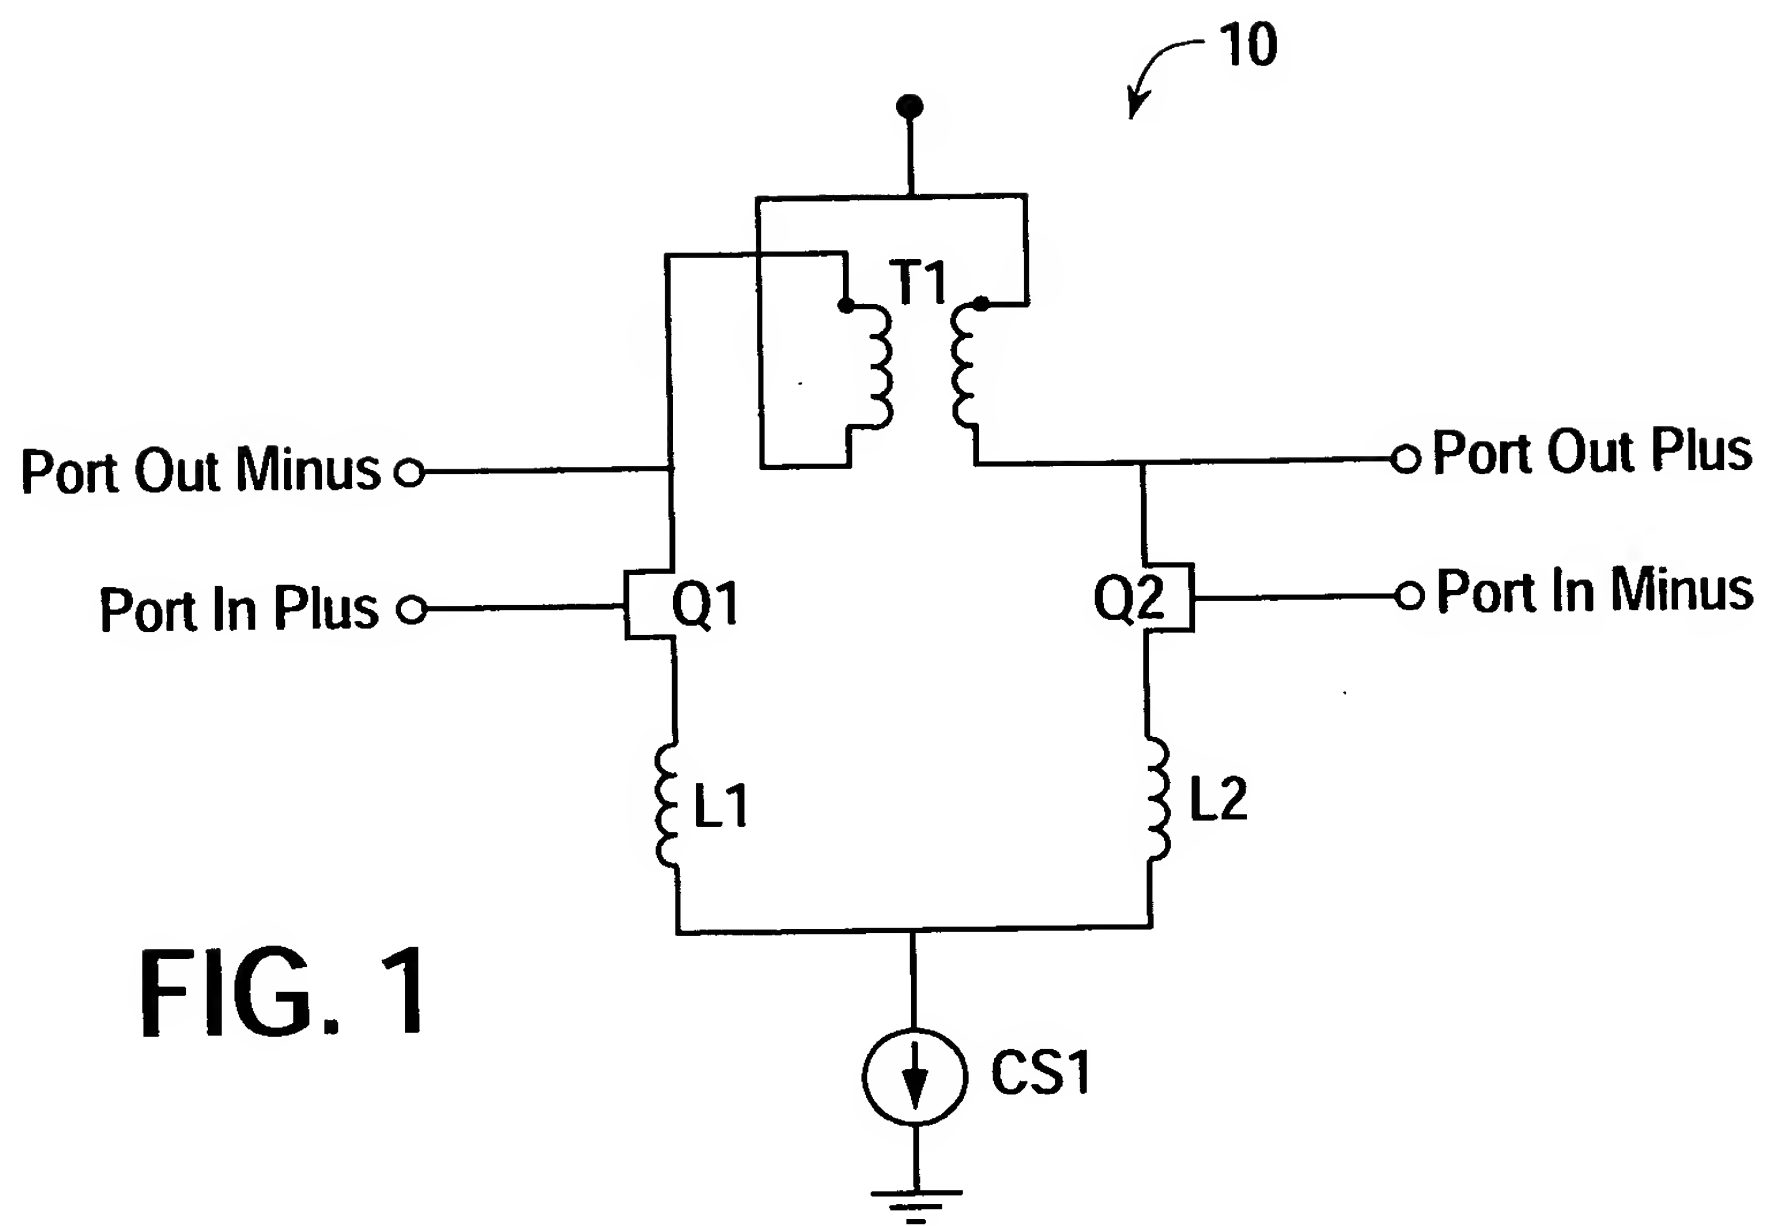 10
T1
Port Out Minus
Port Out Plus
Port In Plus
Q1
Q2
Port In Minus
L1
L2
FIG. 1
CS1